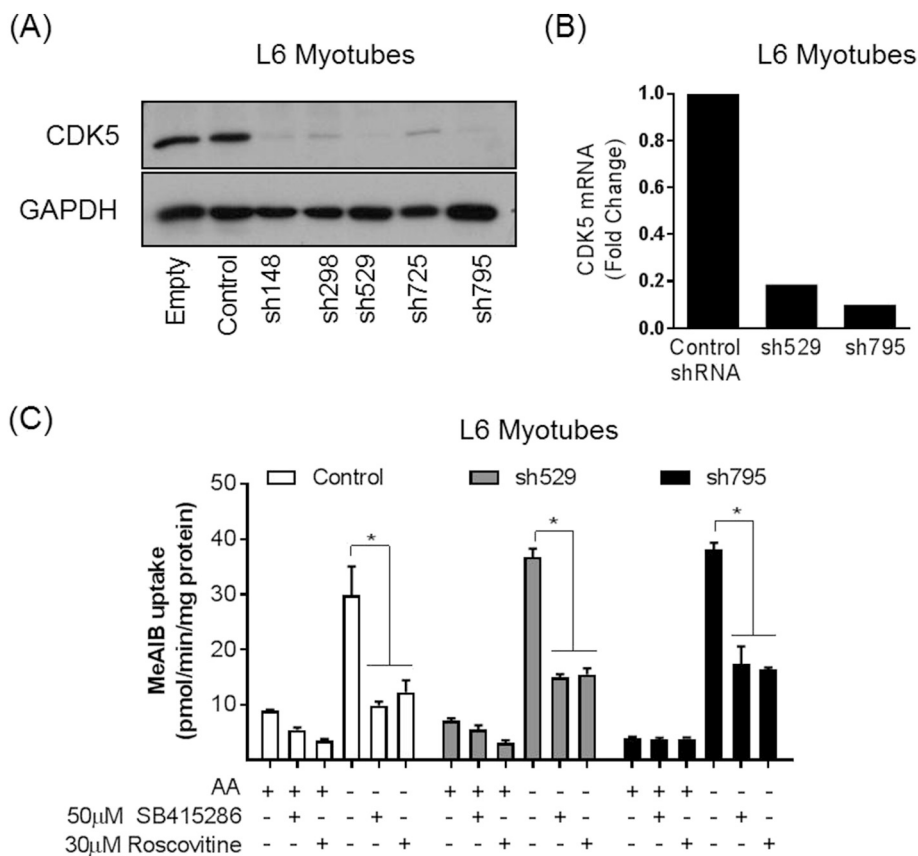 (A)
L6 Myotubes
CDK5
GAPDH
Empty
Control
sh148
sh298
sh529
sh725
sh795
(B)
L6 Myotubes
CDK5 mRNA
(Fold Change)
1.0
0.8
0.6
0.4
0.2
0.0
Control
shRNA
sh529
sh795
(C)
L6 Myotubes
Control
sh529
sh795
MeAIB uptake
(pmol/min/mg protein)
50
40
30
20
10
*
*
*
AA + + + - - - + + + - - - + + + - - -
50μM SB415286 - + - - + - - + - - + - - + - - + -
30μM Roscovitine - - + - - + - - + - - + - - + - - +